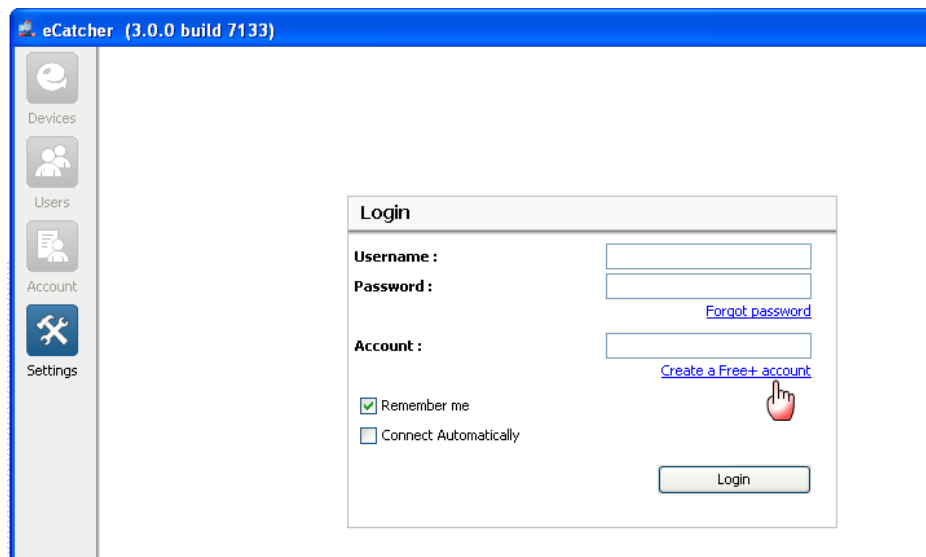 eCatcher (3.0.0 build 7133)
Devices
Users
Account
Settings
Login
Username :
Password :
Forgot password
Account :
Create a Free+ account
Remember me
Connect Automatically
Login